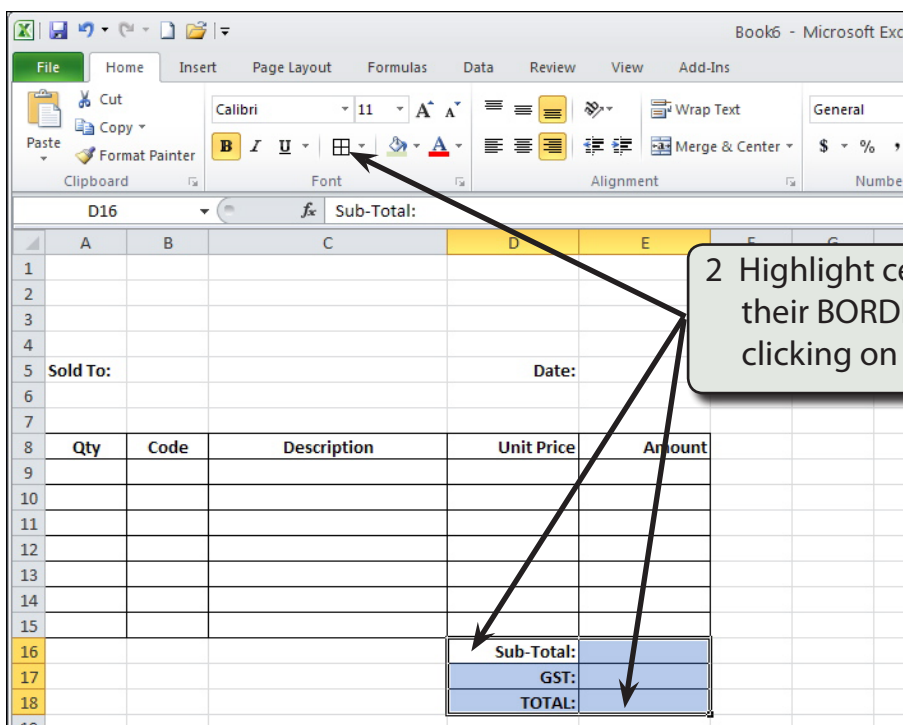 Book6 - Microsoft Exc
File Home Insert Page Layout Formulas Data Review View Add-Ins
Cut
Copy
Format Painter
Paste
Clipboard
Calibri 11 A A
B I U A
Font
Wrap Text
Merge & Center
Alignment
General
$ % ,
Numbe
D16 fx Sub-Total:
A B C D E F G
1
2
3
4
5 Sold To: Date:
6
7
8 Qty Code Description Unit Price Amount
9
10
11
12
13
14
15
16 Sub-Total:
17 GST:
18 TOTAL:
2 Highlight ce
their BORD
clicking on